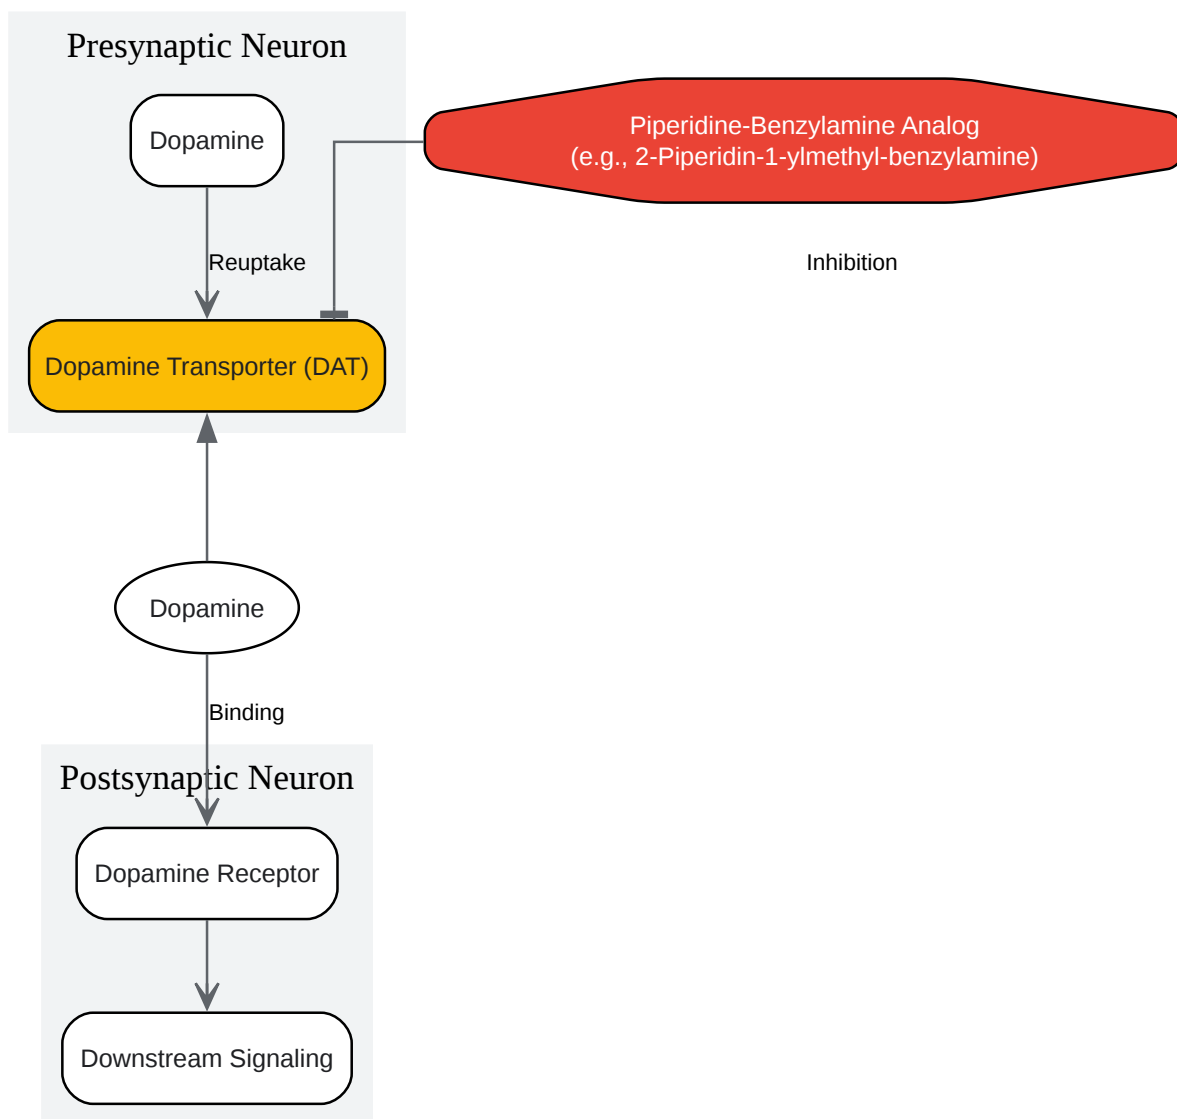 Presynaptic Neuron
Dopamine
Piperidine-Benzylamine Analog
(e.g., 2-Piperidin-1-ylmethyl-benzylamine)
Reuptake
Inhibition
Dopamine Transporter (DAT)
Dopamine
Binding
Postsynaptic Neuron
Dopamine Receptor
Downstream Signaling